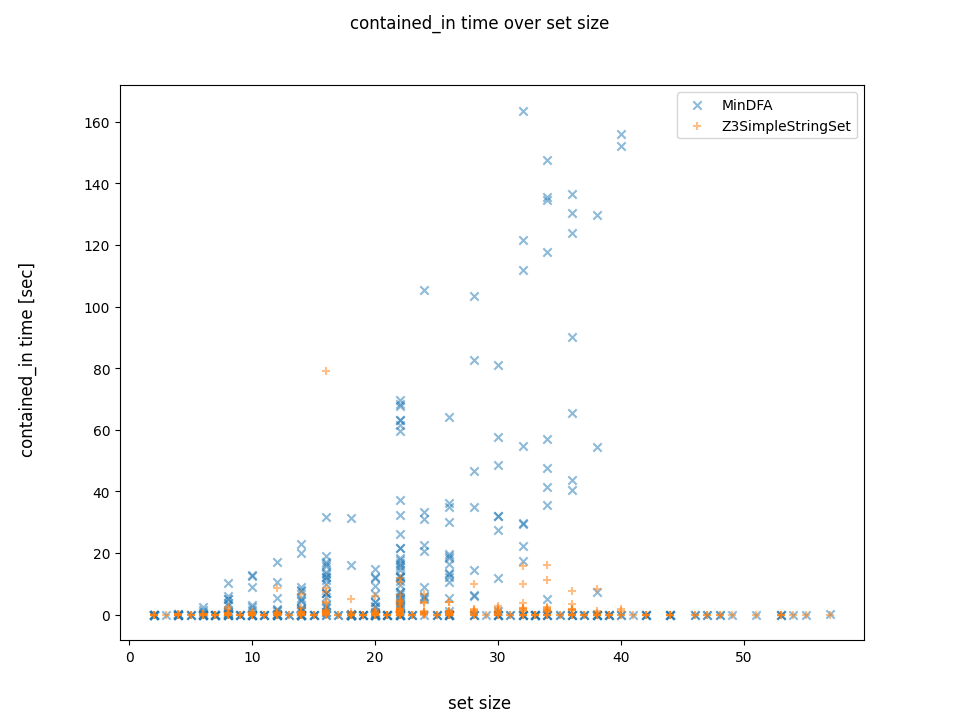 contained_in time over set size
MinDFA
Z3SimpleStringSet
160
140
120
100
80
60
40
20
0
contained_in time [sec]
0 10 20 30 40 50
set size